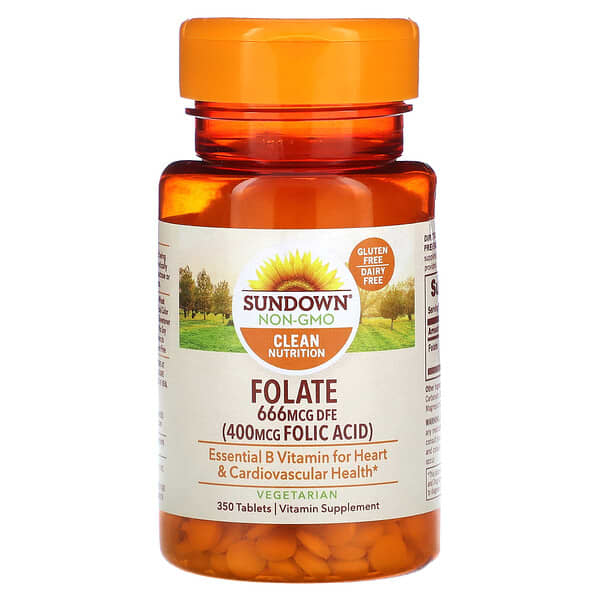 GLUTEN
FREE
DAIRY
FREE
SUNDOWN®
NON-GMO
CLEAN
NUTRITION
FOLATE
666MCG DFE
(400MCG FOLIC ACID)
Essential B Vitamin for Heart
& Cardiovascular Health*
VEGETARIAN
350 Tablets | Vitamin Supplement